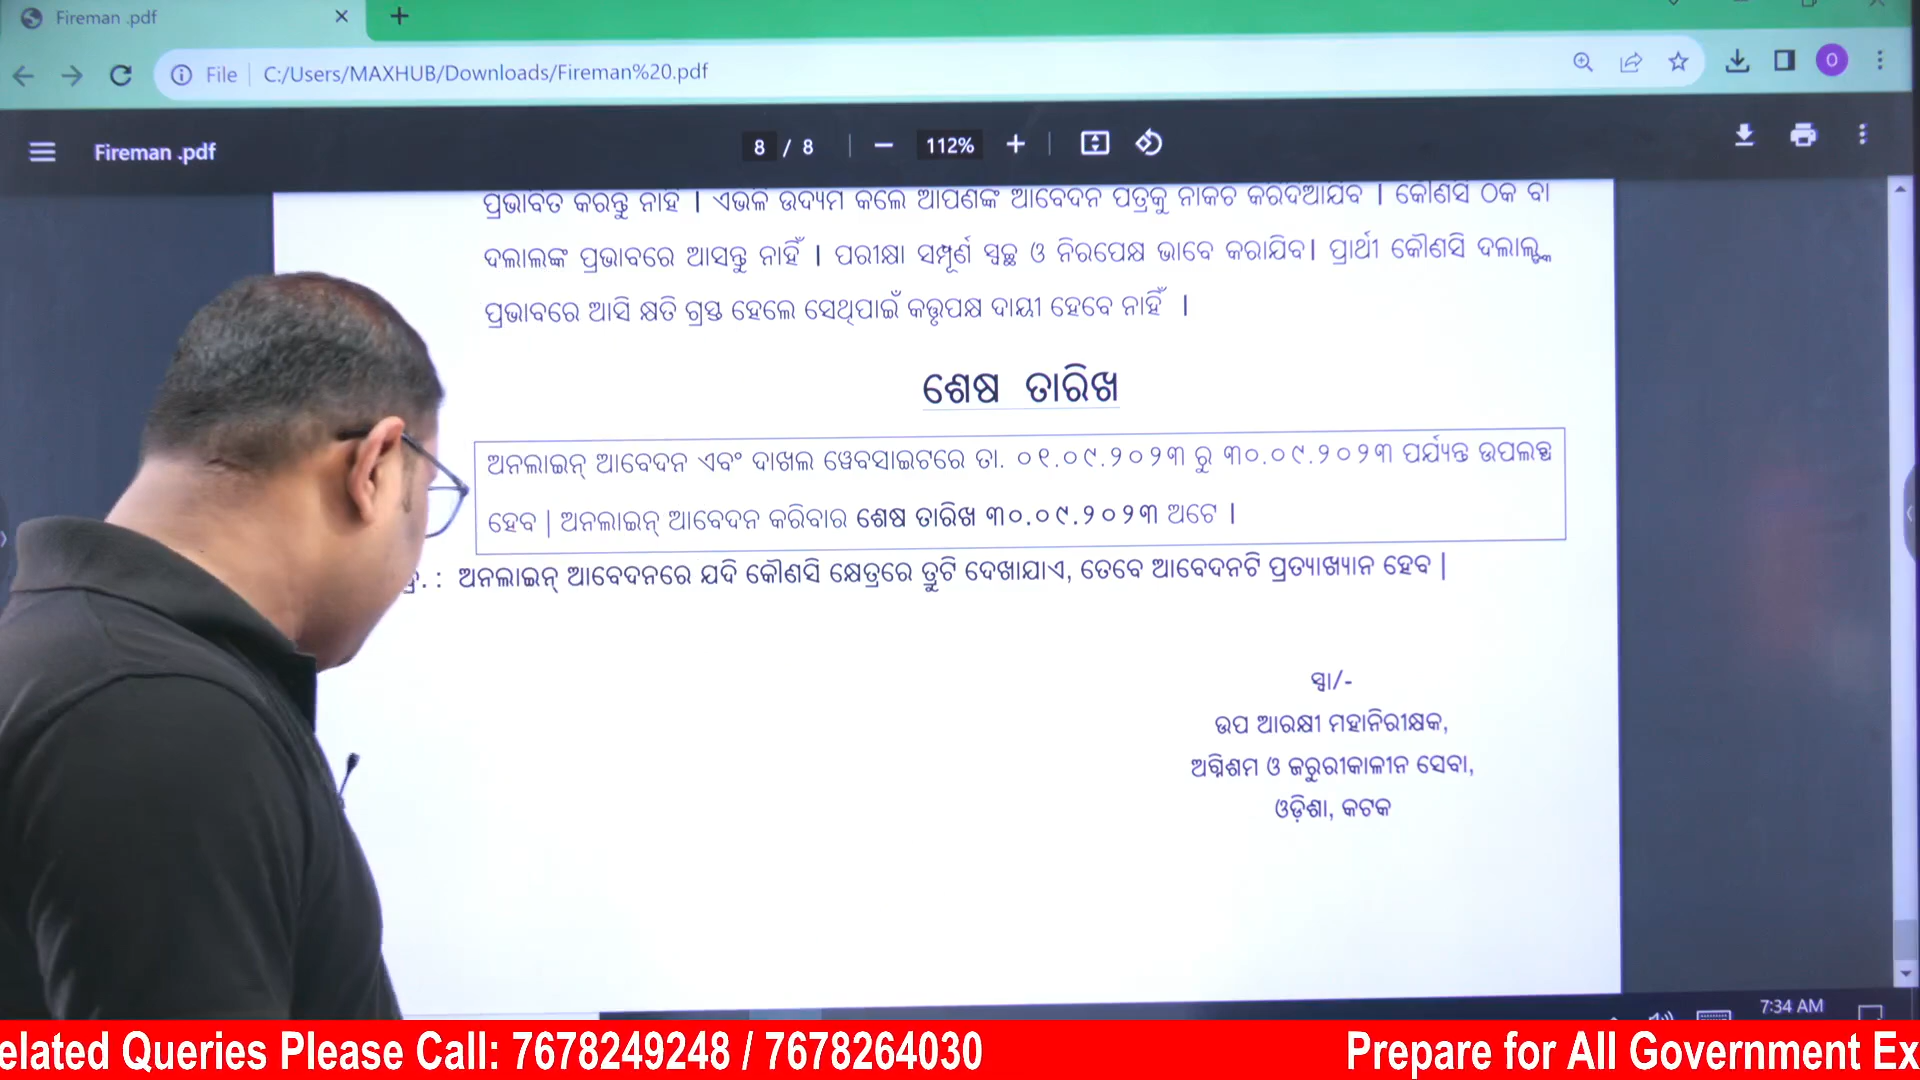 Fireman .pdf
File C:/Users/MAXHUB/Downloads/Fireman%20.pdf
O
Fireman .pdf 8 / 8 112%
ପ୍ରଭାବିତ କରନ୍ତୁ ନାହିଁ । ଏଭଳି ଉଦ୍ୟମ କଲେ ଆପଣଙ୍କ ଆବେଦନ ପତ୍ରକୁ ନାକଚ କରିଦିଆଯିବ । କୌଣସି ଠକ ବା
ଦଲାଲଙ୍କ ପ୍ରଭାବରେ ଆସନ୍ତୁ ନାହିଁ । ପରୀକ୍ଷା ସମ୍ପୂର୍ଣ ସ୍ୱଚ୍ଛ ଓ ନିରପେକ୍ଷ ଭାବେ କରାଯିବ। ପ୍ରାର୍ଥୀ କୌଣସି
ପ୍ରଭାବରେ ଆସି କ୍ଷତି ଗ୍ରସ୍ତ ହେଲେ ସେଥିପାଇଁ କତ୍ତୃପକ୍ଷ ଦାୟୀ ହେବେ ନାହିଁ ।
ଶେଷ ତାରିଖ
ଅନଲାଇନ୍ ଆବେଦନ ଏବଂ ଦାଖଲ ୱେବସାଇଟରେ ତା. ୦୧.୦୯.୨୦୨୩ ରୁ ୩୦.୦୯.୨୦୨୩ ପର୍ଯ୍ୟନ୍ତ ଉପଲବ୍ଧ
ହେବ | ଅନଲାଇନ୍ ଆବେଦନ କରିବାର ଶେଷ ତାରିଖ ୩୦.୦୯.୨୦୨୩ ଅଟେ ।
: ଅନଲାଇନ୍ ଆବେଦନରେ ଯଦି କୌଣସି କ୍ଷେତ୍ରରେ ତ୍ରୁଟି ଦେଖାଯାଏ, ତେବେ ଆବେଦନଟି ପ୍ରତ୍ୟାଖ୍ୟାନ ହେବ |
ସ୍ୱା/-
ଉପ ଆରକ୍ଷୀ ମହାନିରୀକ୍ଷକ,
ଅଗ୍ନିଶମ ଓ ଜରୁରୀକାଳୀନ ସେବା,
ଓଡ଼ିଶା, କଟକ
7:34 AM
elated Queries Please Call: 7678249248 / 7678264030 Prepare for All Government Ex